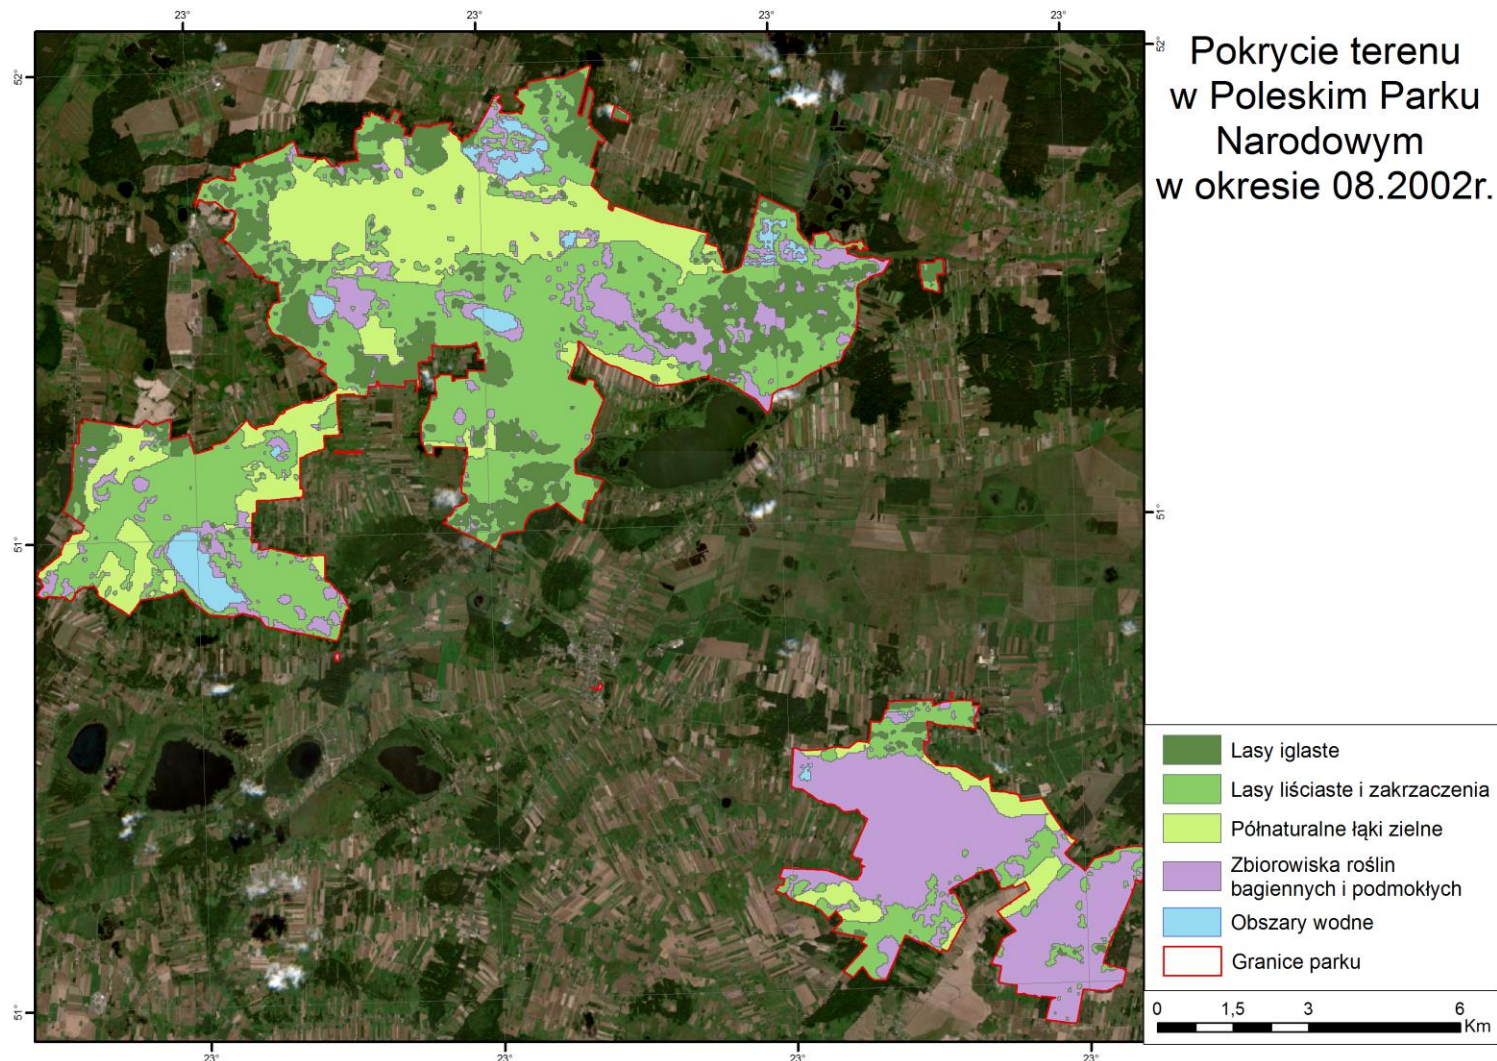 23° 23° 23° 23°
52° 52°
Pokrycie terenu
w Poleskim Parku
Narodowym
w okresie 08.2002r.
51° 51°
Lasy iglaste
Lasy liściaste i zakrzaczenia
Półnaturalne łąki zielne
Zbiorowiska roślin
bagiennych i podmokłych
Obszary wodne
Granice parku
51°
0 1,5 3 6
Km
23° 23° 23° 23°